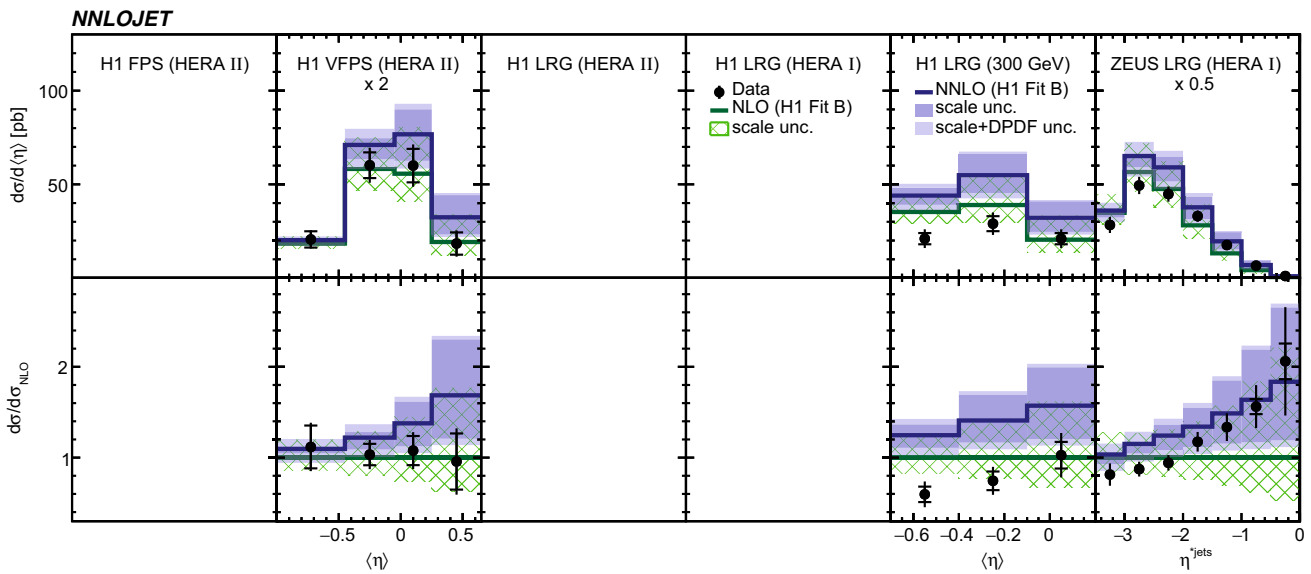 NNLOJET
H1 FPS (HERA II)
H1 VFPS (HERA II)
x 2
H1 LRG (HERA II)
H1 LRG (HERA I)
H1 LRG (300 GeV)
ZEUS LRG (HERA I)
x 0.5
Data
NLO (H1 Fit B)
scale unc.
NNLO (H1 Fit B)
scale unc.
scale+DPDF unc.
dσ/d⟨η⟩ [pb]
100
50
dσ/dσNLO
2
1
−0.5 0 0.5
−0.6 −0.4 −0.2 0
−3 −2 −1 0
⟨η⟩
⟨η⟩
η*jets